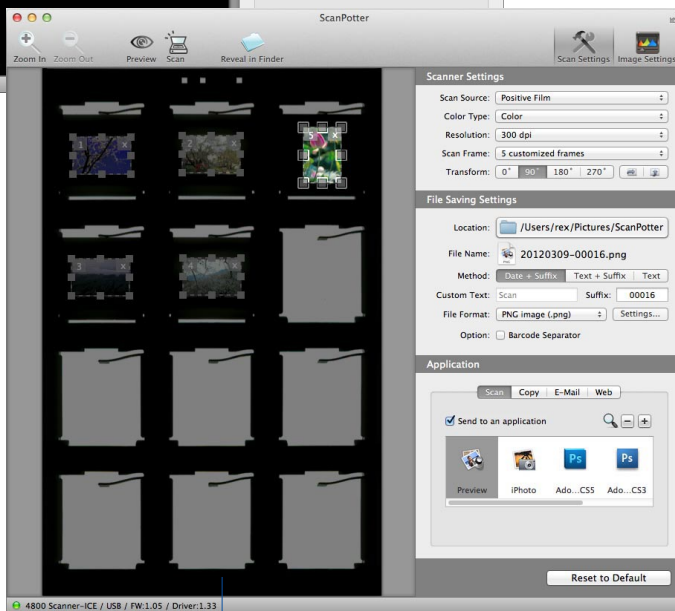 ScanPotter
Zoom In Zoom Out Preview Scan Reveal in Finder Scan Settings Image Settings
1 x
2 x
5 x
3 x
4 x
Scanner Settings
Scan Source: Positive Film
Color Type: Color
Resolution: 300 dpi
Scan Frame: 5 customized frames
Transform: 0° 90° 180° 270°
File Saving Settings
Location: /Users/rex/Pictures/ScanPotter
File Name: 20120309-00016.png
Method: Date + Suffix Text + Suffix Text
Custom Text: Scan Suffix: 00016
File Format: PNG image (.png) Settings...
Option: Barcode Separator
Application
Scan Copy E-Mail Web
Send to an application
Ps Ps
Preview iPhoto Ado...CS5 Ado...CS3
Reset to Default
4800 Scanner-ICE / USB / FW:1.05 / Driver:1.33